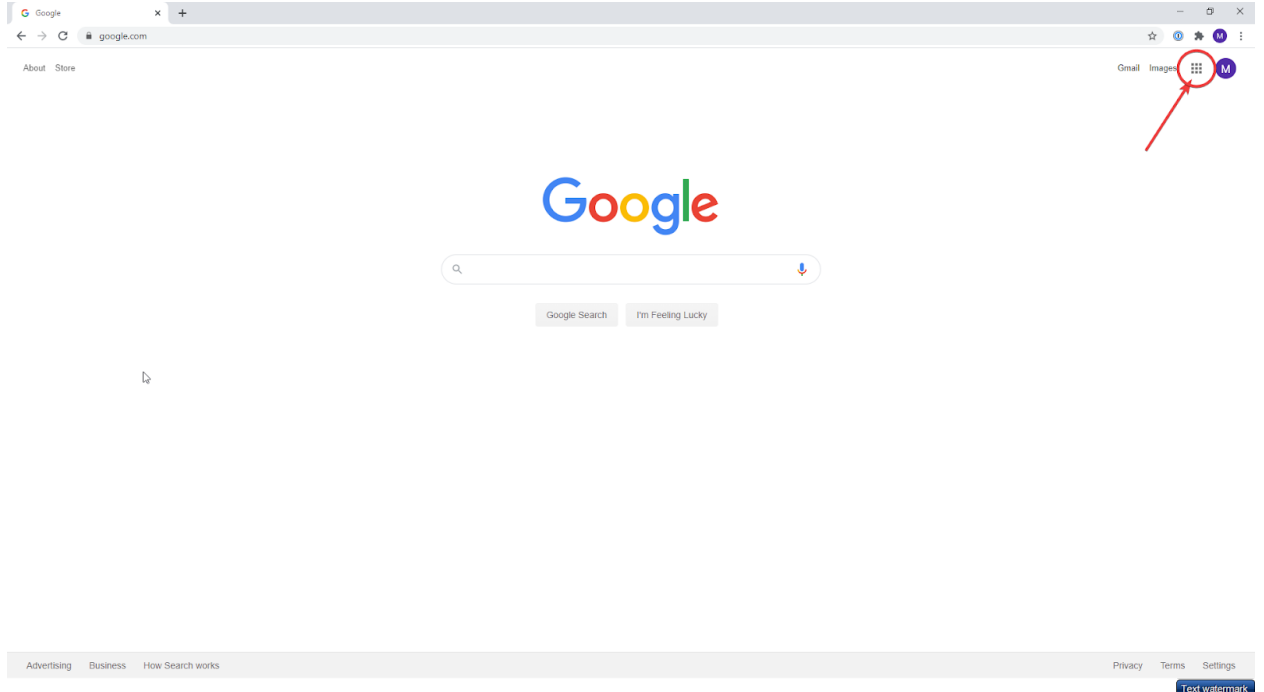 Google
google.com
M
About Store
Gmail Images
M
Google
Google Search
I'm Feeling Lucky
Advertising Business How Search works
Privacy Terms Settings
Text watermark